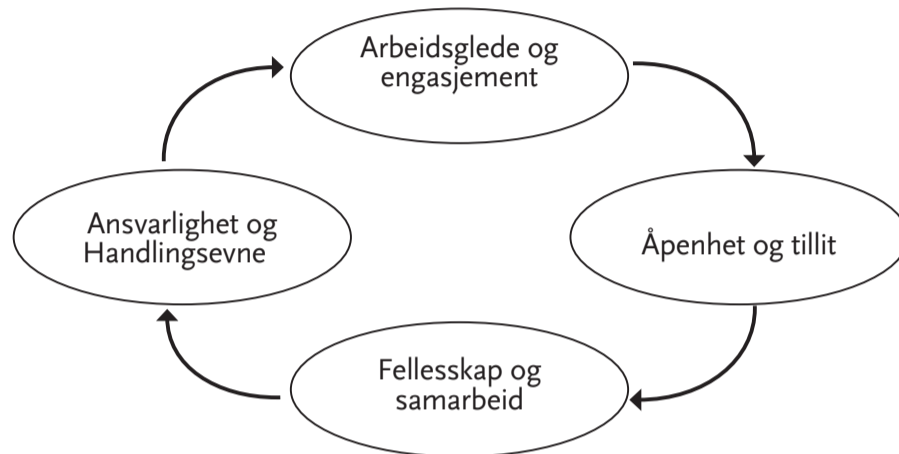 Arbeidsglede og
engasjement
Ansvarlighet og
Handlingsevne
Åpenhet og tillit
Fellesskap og
samarbeid